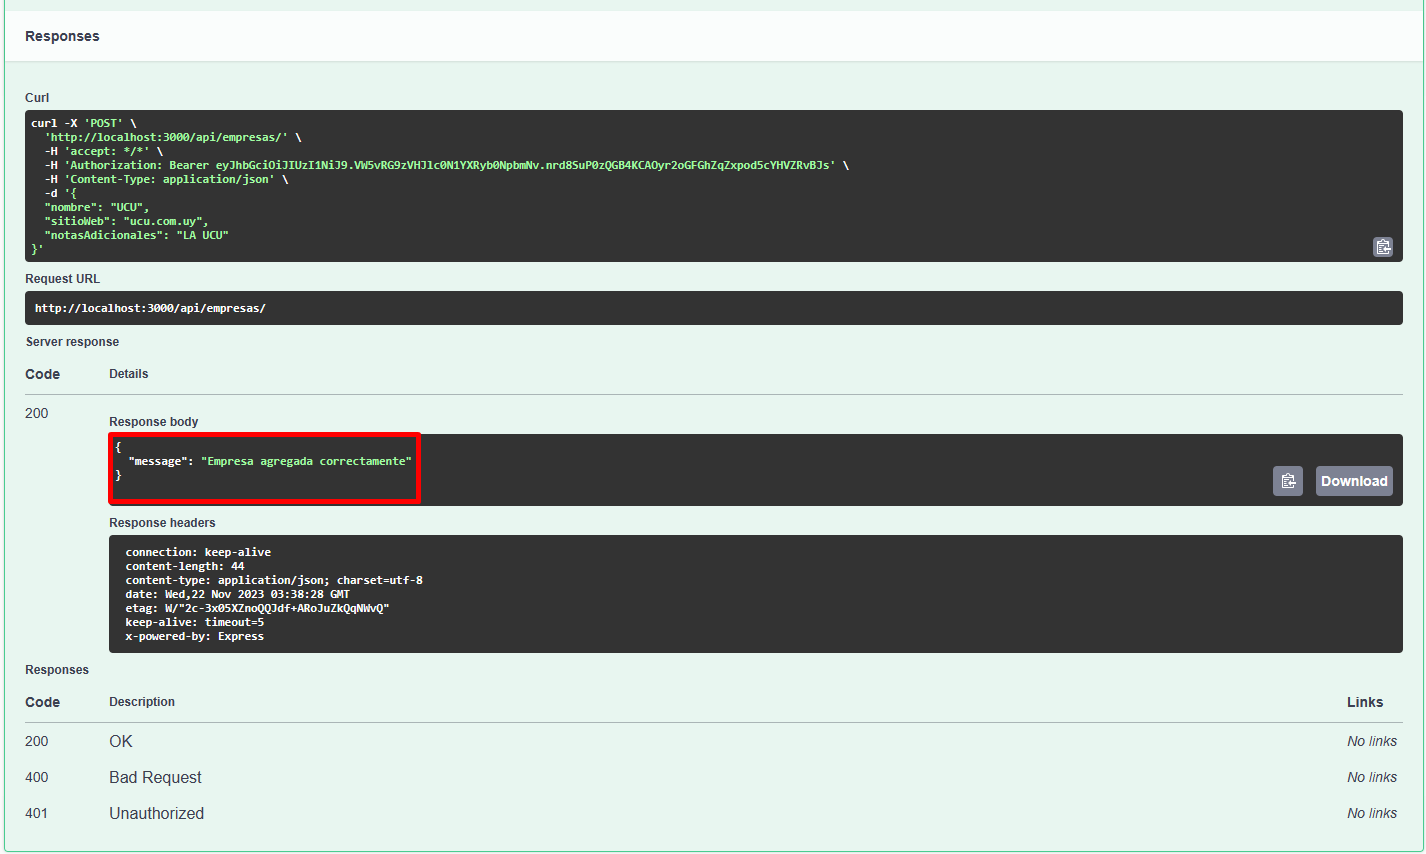 Responses
Curl
curl -X 'POST' \
'http://localhost:3000/api/empresas/' \
-H 'accept: */*' \
-H 'Authorization: Bearer eyJhbGciOiJIUzI1NiJ9.VW5vRG9zVHJlc0N1YXRyb0NpbmNv.nrd8SuP0zQGB4KCAOyr2oGFGhZqZxpod5cYHVZRvBJs' \
-H 'Content-Type: application/json' \
-d '{
"nombre": "UCU",
"sitioWeb": "ucu.com.uy",
"notasAdicionales": "LA UCU"
}'
Request URL
http://localhost:3000/api/empresas/
Server response
Code Details
200
Response body
{
"message": "Empresa agregada correctamente"
}
Download
Response headers
connection: keep-alive
content-length: 44
content-type: application/json; charset=utf-8
date: Wed,22 Nov 2023 03:38:28 GMT
etag: W/"2c-3x05XZnoQQJdf+ARoJuZkQqNWvQ"
keep-alive: timeout=5
x-powered-by: Express
Responses
Code Description Links
200 OK No links
400 Bad Request No links
401 Unauthorized No links